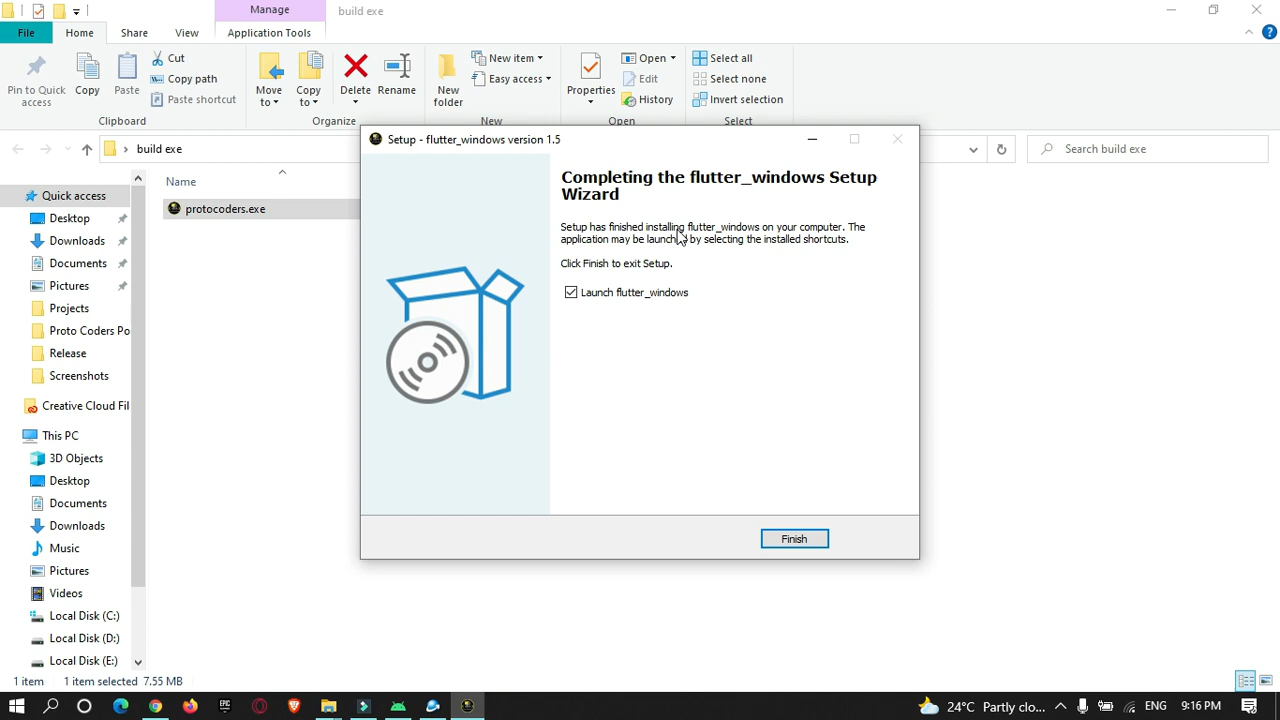 Manage
build exe
File
Home
Share
View
Application Tools
Pin to Quick
access
Copy
Paste
Cut
Copy path
Paste shortcut
Clipboard
Move
to
Copy
to
Delete
Rename
Organize
New
folder
New item
Easy access
New
Properties
Open
Edit
History
Open
Select all
Select none
Invert selection
Select
build exe
Search build exe
Quick access
Desktop
Downloads
Documents
Pictures
Projects
Proto Coders Po
Release
Screenshots
Creative Cloud Fil
This PC
3D Objects
Desktop
Documents
Downloads
Music
Pictures
Videos
Local Disk (C:)
Local Disk (D:)
Local Disk (E:)
Name
protocoders.exe
Setup - flutter_windows version 1.5
Completing the flutter_windows Setup
Wizard
Setup has finished installing flutter_windows on your computer. The
application may be launched by selecting the installed shortcuts.
Click Finish to exit Setup.
Launch flutter_windows
Finish
1 item
1 item selected 7.55 MB
EPIC
24°C Partly clo...
ENG
9:16 PM